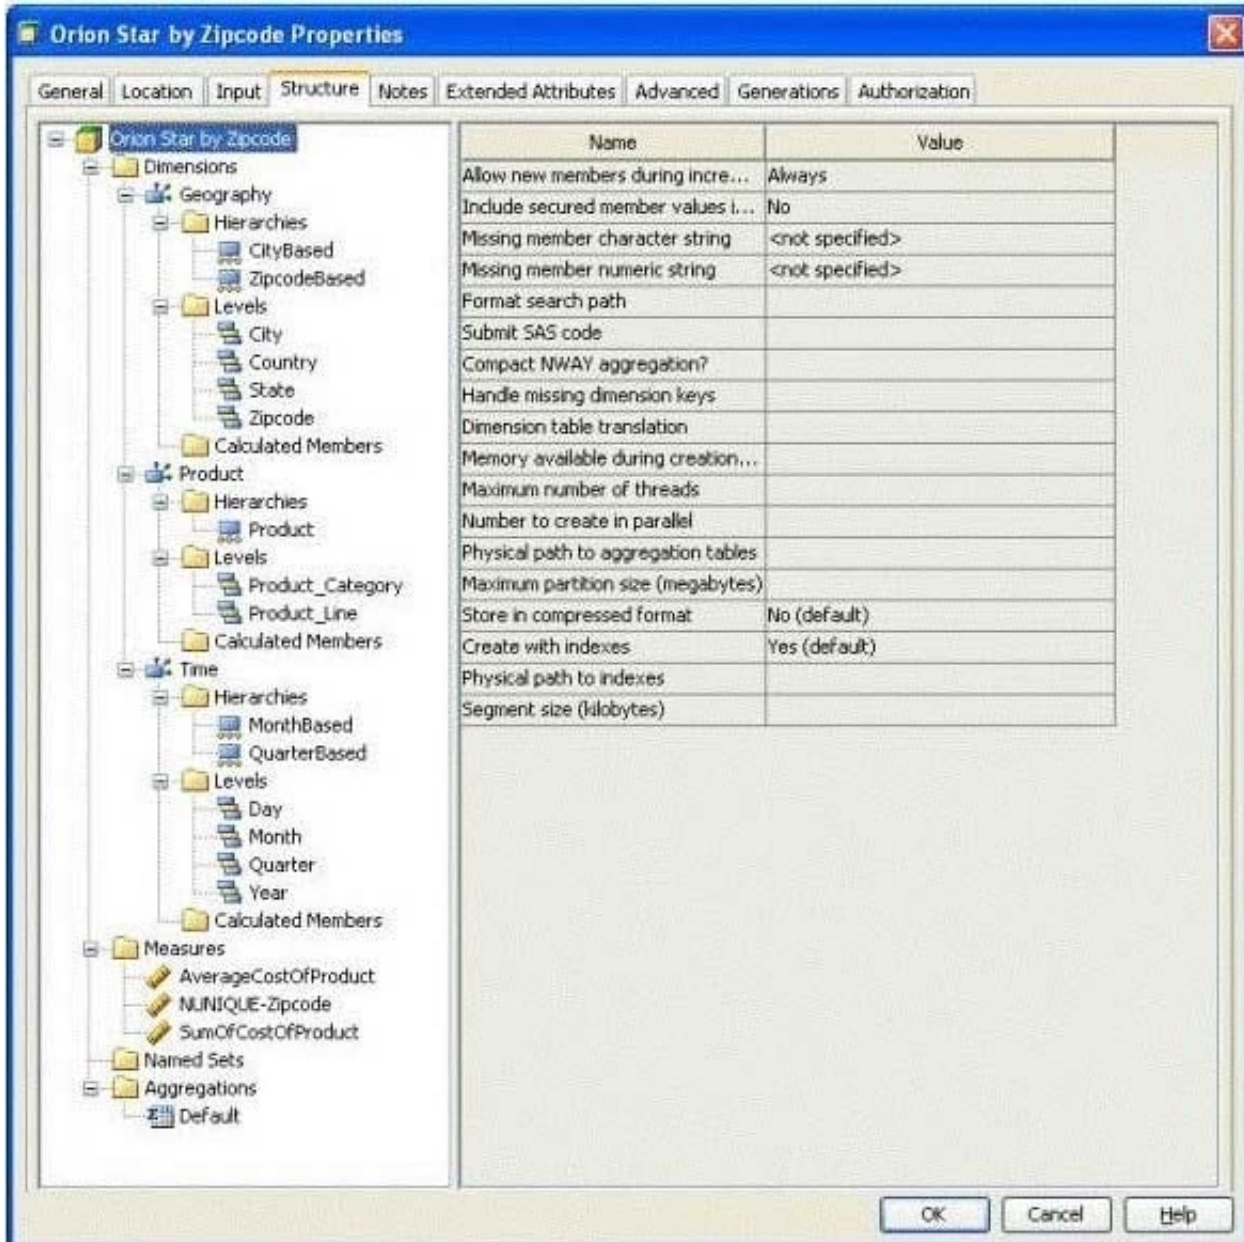 Orion Star by Zipcode Properties
General Location Input Structure Notes Extended Attributes Advanced Generations Authorization
Orion Star by Zipcode
Dimensions
Geography
Hierarchies
CityBased
ZipcodeBased
Levels
City
Country
State
Zipcode
Calculated Members
Product
Hierarchies
Product
Levels
Product_Category
Product_Line
Calculated Members
Time
Hierarchies
MonthBased
QuarterBased
Levels
Day
Month
Quarter
Year
Calculated Members
Measures
AverageCostOfProduct
NUNIQUE-Zipcode
SumOfCostOfProduct
Named Sets
Aggregations
Default
Name Value
Allow new members during incre... Always
Include secured member values i... No
Missing member character string <not specified>
Missing member numeric string <not specified>
Format search path
Submit SAS code
Compact NWAY aggregation?
Handle missing dimension keys
Dimension table translation
Memory available during creation...
Maximum number of threads
Number to create in parallel
Physical path to aggregation tables
Maximum partition size (megabytes)
Store in compressed format No (default)
Create with indexes Yes (default)
Physical path to indexes
Segment size (kilobytes)
OK Cancel Help